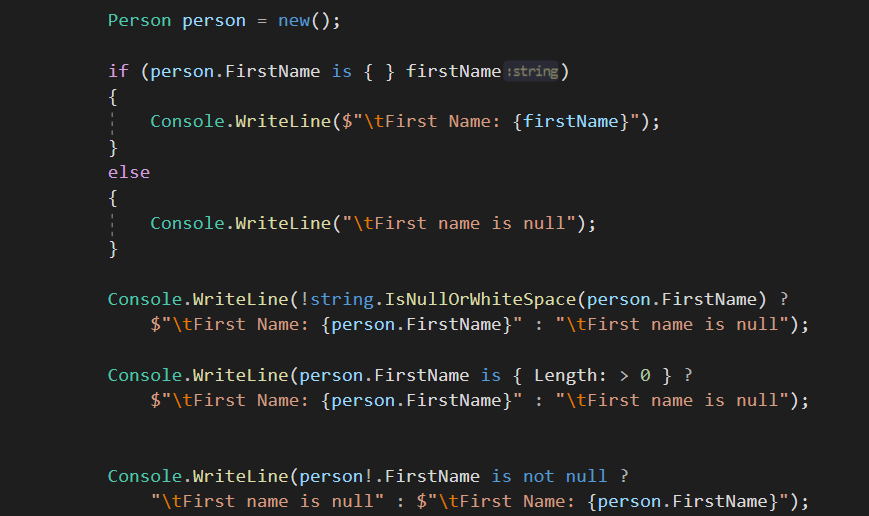 Person person = new();
if (person.FirstName is { } firstName :string)
{
Console.WriteLine($"\tFirst Name: {firstName}");
}
else
{
Console.WriteLine("\tFirst name is null");
}
Console.WriteLine(!string.IsNullOrWhiteSpace(person.FirstName) ?
$"\tFirst Name: {person.FirstName}" : "\tFirst name is null");
Console.WriteLine(person.FirstName is { Length: > 0 } ?
$"\tFirst Name: {person.FirstName}" : "\tFirst name is null");
Console.WriteLine(person!.FirstName is not null ?
"\tFirst name is null" : $"\tFirst Name: {person.FirstName}");